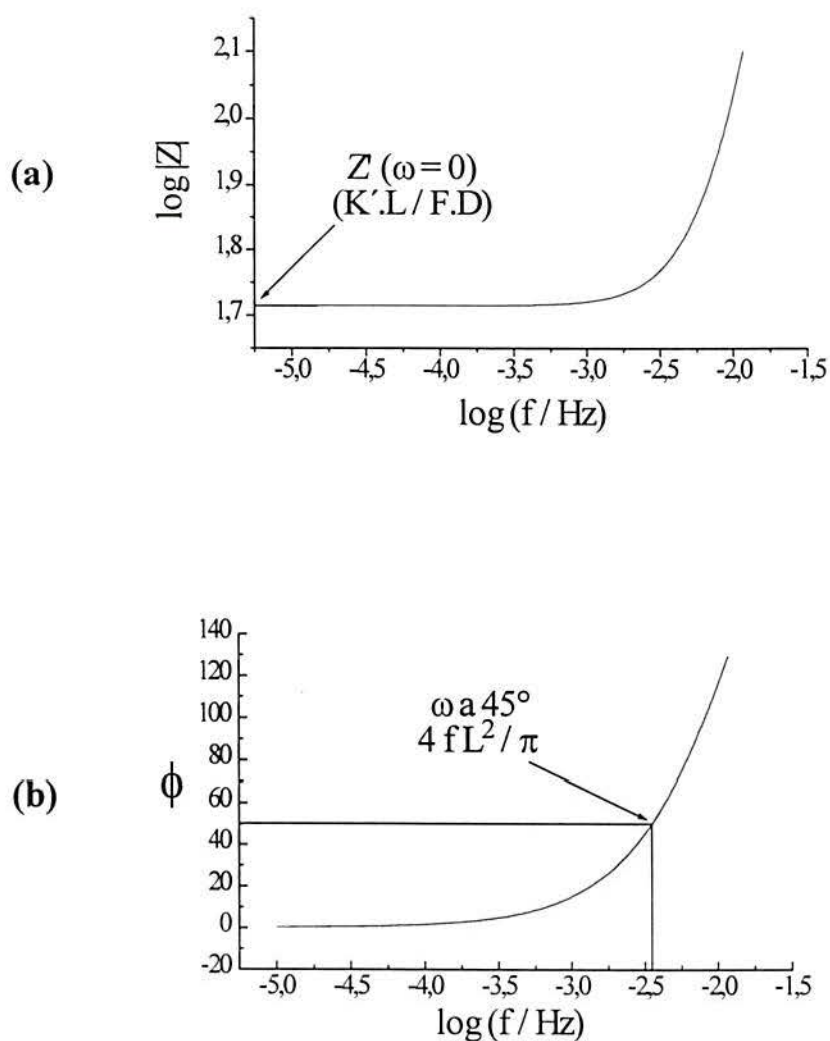 (a)
log|Z|
2,1
2,0
1,9
1,8
1,7
Z' (ω=0)
(K´.L / F.D)
-5,0 -4,5 -4,0 -3,5 -3,0 -2,5 -2,0 -1,5
log (f / Hz)
(b)
ϕ
140
120
100
80
60
40
20
0
-20
ω a 45°
4 fL²/ π
-5,0 -4,5 -4,0 -3,5 -3,0 -2,5 -2,0 -1,5
log (f / Hz)